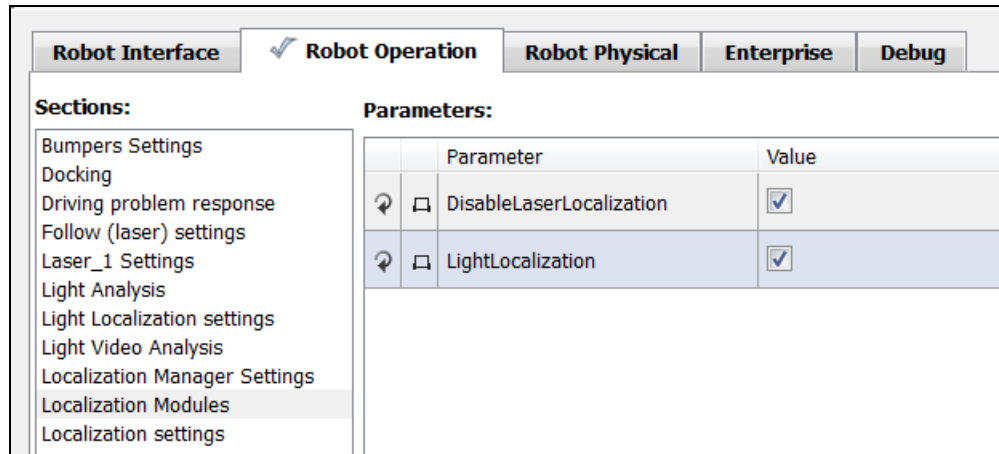 Robot Interface Robot Operation Robot Physical Enterprise Debug
Sections:
Parameters:
Bumpers Settings
Docking
Driving problem response
Follow (laser) settings
Laser_1 Settings
Light Analysis
Light Localization settings
Light Video Analysis
Localization Manager Settings
Localization Modules
Localization settings
Parameter Value
DisableLaserLocalization
LightLocalization